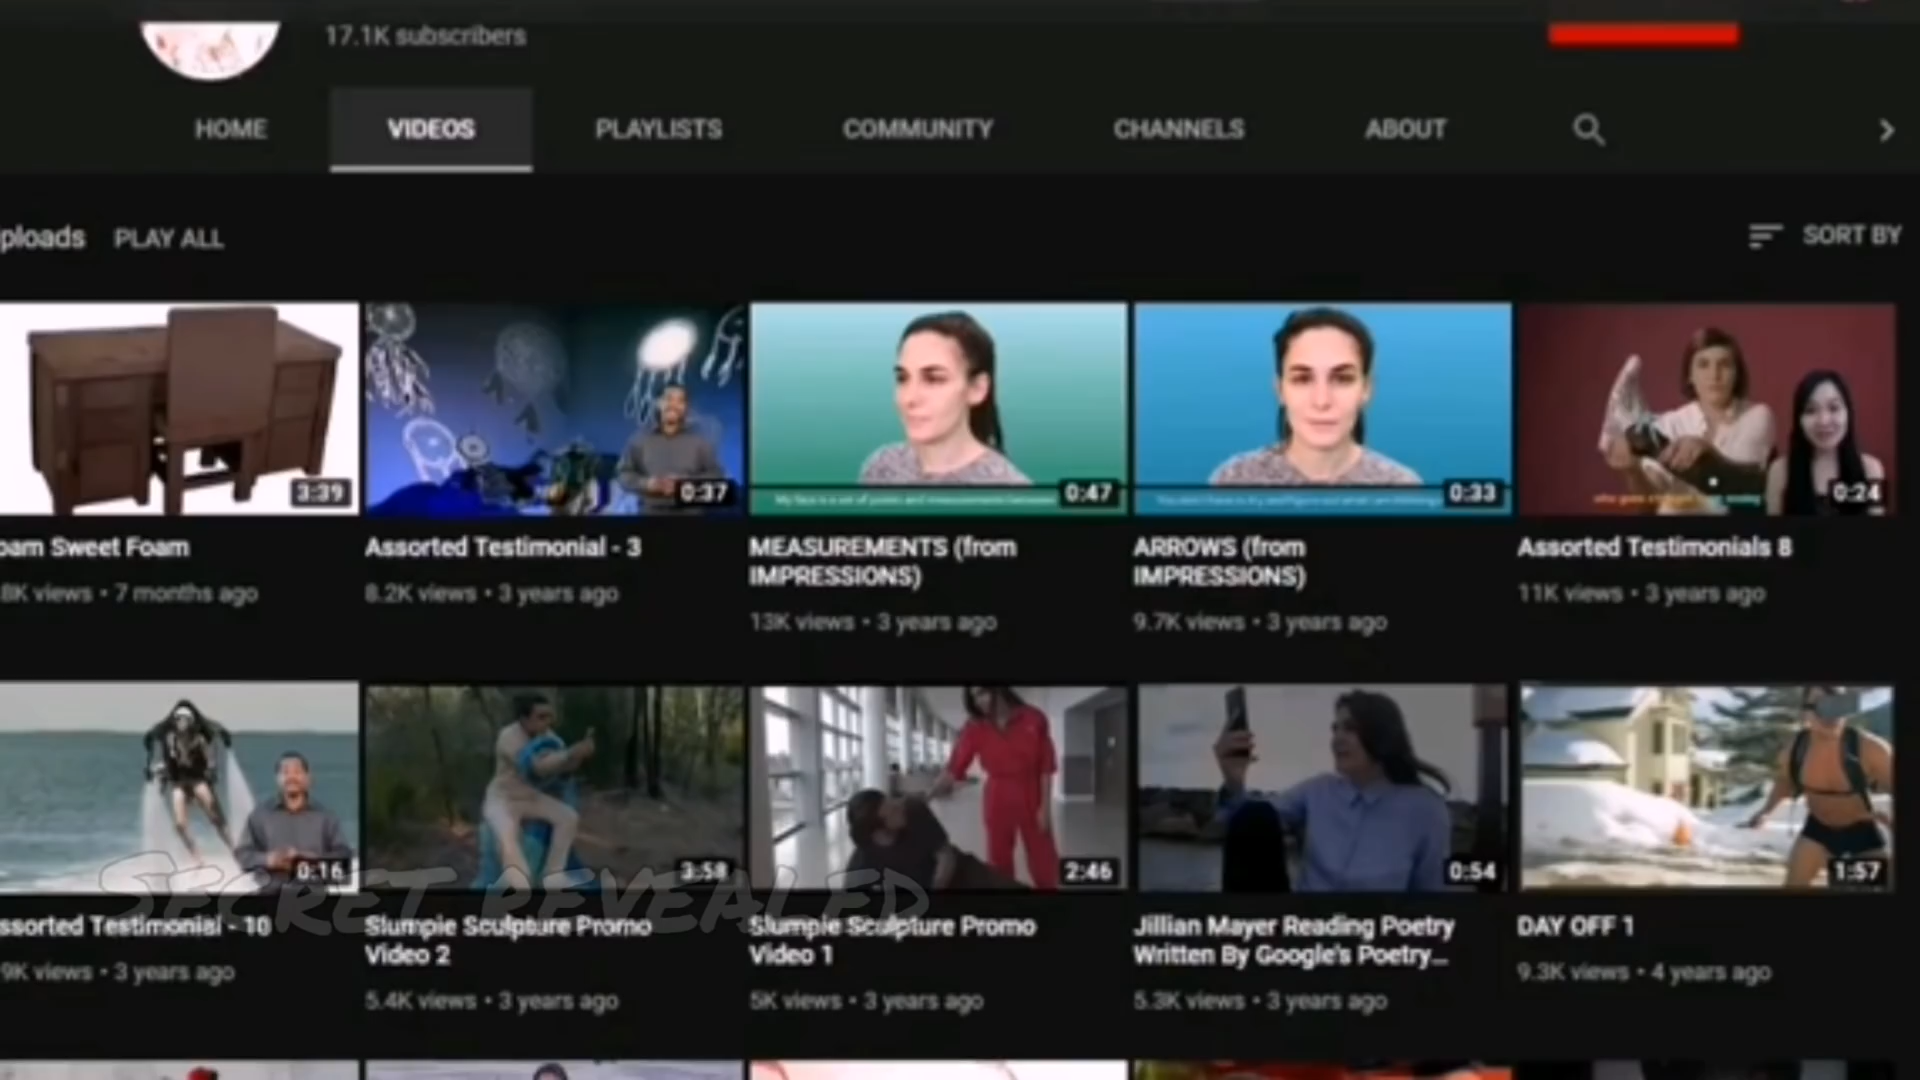 17.1K subscribers
HOME
VIDEOS
PLAYLISTS
COMMUNITY
CHANNELS
ABOUT
ploads
PLAY ALL
SORT BY
3:39
0:37
0:47
0:33
0:24
oam Sweet Foam
8K views • 7 months ago
Assorted Testimonial - 3
8.2K views • 3 years ago
MEASUREMENTS (from
IMPRESSIONS)
13K views • 3 years ago
ARROWS (from
IMPRESSIONS)
9.7K views • 3 years ago
Assorted Testimonials 8
11K views • 3 years ago
0:16
3:58
2:46
0:54
1:57
SECRET REVEALED
ssorted Testimonial - 10
9K views • 3 years ago
Slumpie Sculpture Promo
Video 2
5.4K views • 3 years ago
Slumpie Sculpture Promo
Video 1
5K views • 3 years ago
Jillian Mayer Reading Poetry
Written By Google's Poetry...
5.3K views • 3 years ago
DAY OFF 1
9.3K views • 4 years ago